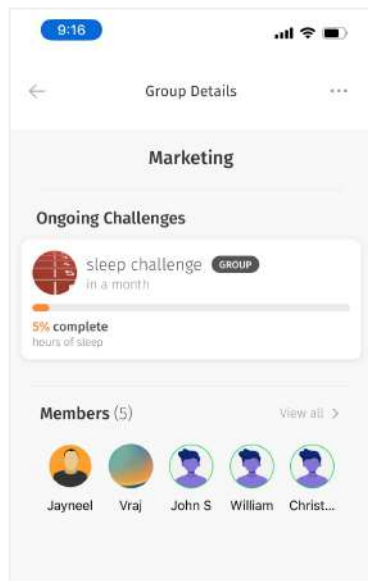 9:16
Group Details
Marketing
Ongoing Challenges
sleep challenge GROUP
in a month
5% complete
hours of sleep
Members (5)
View all >
Jayneel Vraj John S William Christ...